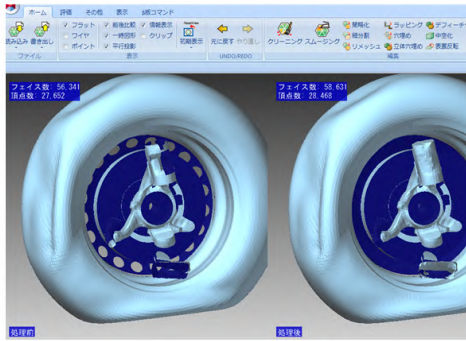 ホーム 評価 その他 表示 β版コマンド
フラット 前後比較 情報表示 簡略化 ラッピング デフィーチャ
ワイヤ 一時回形 クリップ 初期表示 元に戻す やり直し クリーニング スムージング 細分割 穴埋め 中空化
読み込み 書き出し ポイント 平行投影 リメッシュ 立体穴埋め 表裏反転
ファイル 表示 UNDO/REDO 編集
フェイス数: 56,341 フェイス数: 58,631
頂点数: 27,652 頂点数: 28,468
処理前 処理後